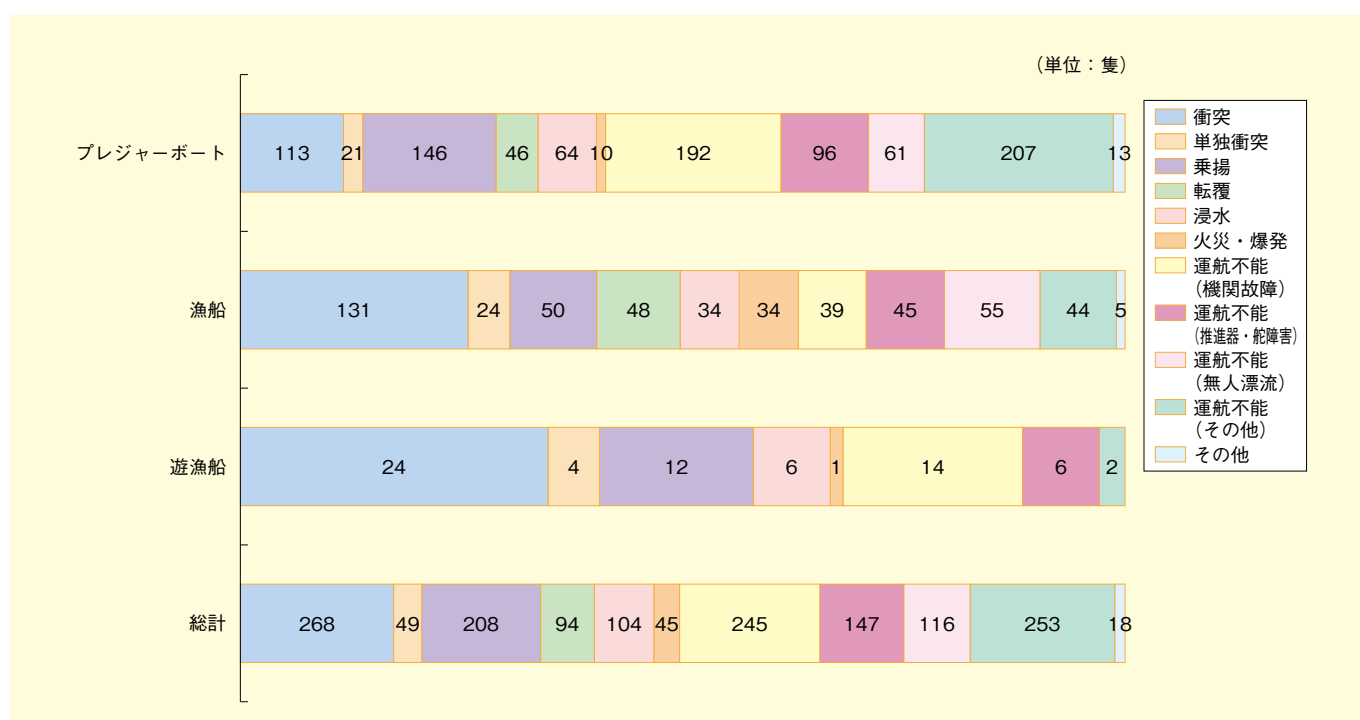 (単位：隻)
プレジャーボート
113 21 146 46 64 10 192 96 61 207 13
漁船
131 24 50 48 34 34 39 45 55 44 5
遊漁船
24 4 12 6 1 14 6 2
総計
268 49 208 94 104 45 245 147 116 253 18
衝突
単独衝突
乗揚
転覆
浸水
火災・爆発
運航不能
(機関故障)
運航不能
(推進器・舵障害)
運航不能
(無人漂流)
運航不能
(その他)
その他